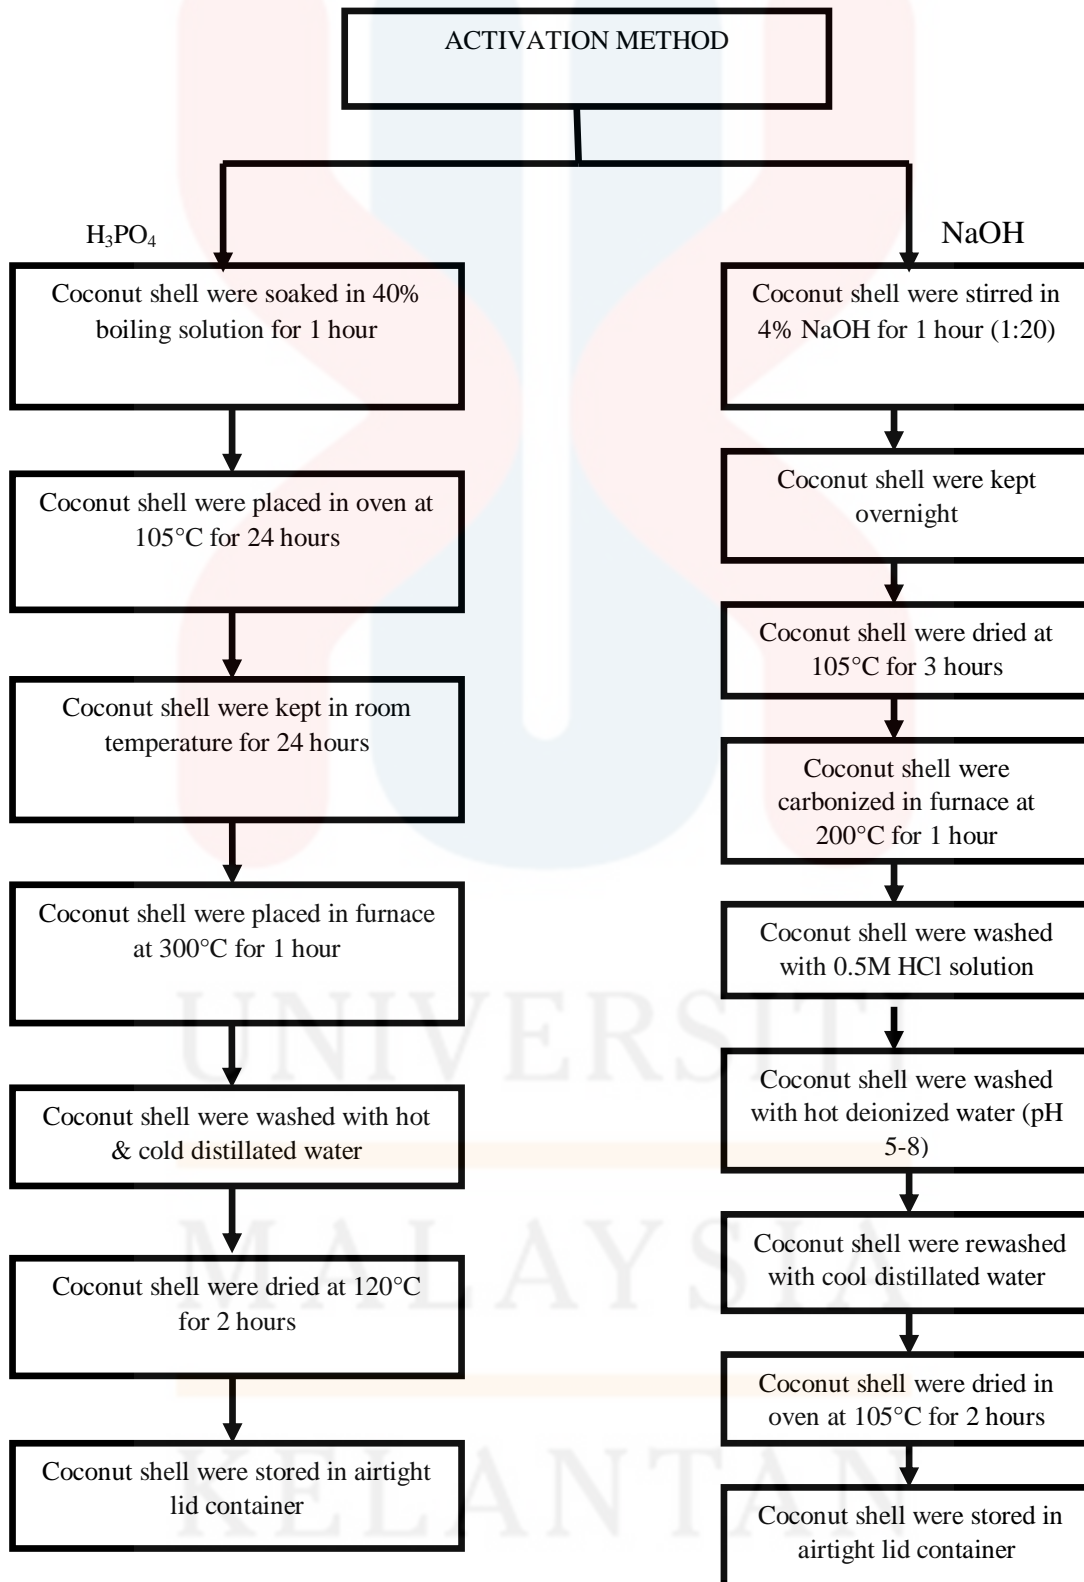 ACTIVATION METHOD
H₃PO₄
Coconut shell were soaked in 40%
boiling solution for 1 hour
Coconut shell were placed in oven at
105°C for 24 hours
Coconut shell were kept in room
temperature for 24 hours
Coconut shell were placed in furnace
at 300°C for 1 hour
Coconut shell were washed with hot
& cold distillated water
Coconut shell were dried at 120°C
for 2 hours
Coconut shell were stored in airtight
lid container
NaOH
Coconut shell were stirred in
4% NaOH for 1 hour (1:20)
Coconut shell were kept
overnight
Coconut shell were dried at
105°C for 3 hours
Coconut shell were
carbonized in furnace at
200°C for 1 hour
Coconut shell were washed
with 0.5M HCl solution
Coconut shell were washed
with hot deionized water (pH
5-8)
Coconut shell were rewashed
with cool distillated water
Coconut shell were dried in
oven at 105°C for 2 hours
Coconut shell were stored in
airtight lid container
UNIVERSITI
MALAYSIA
KELANTAN